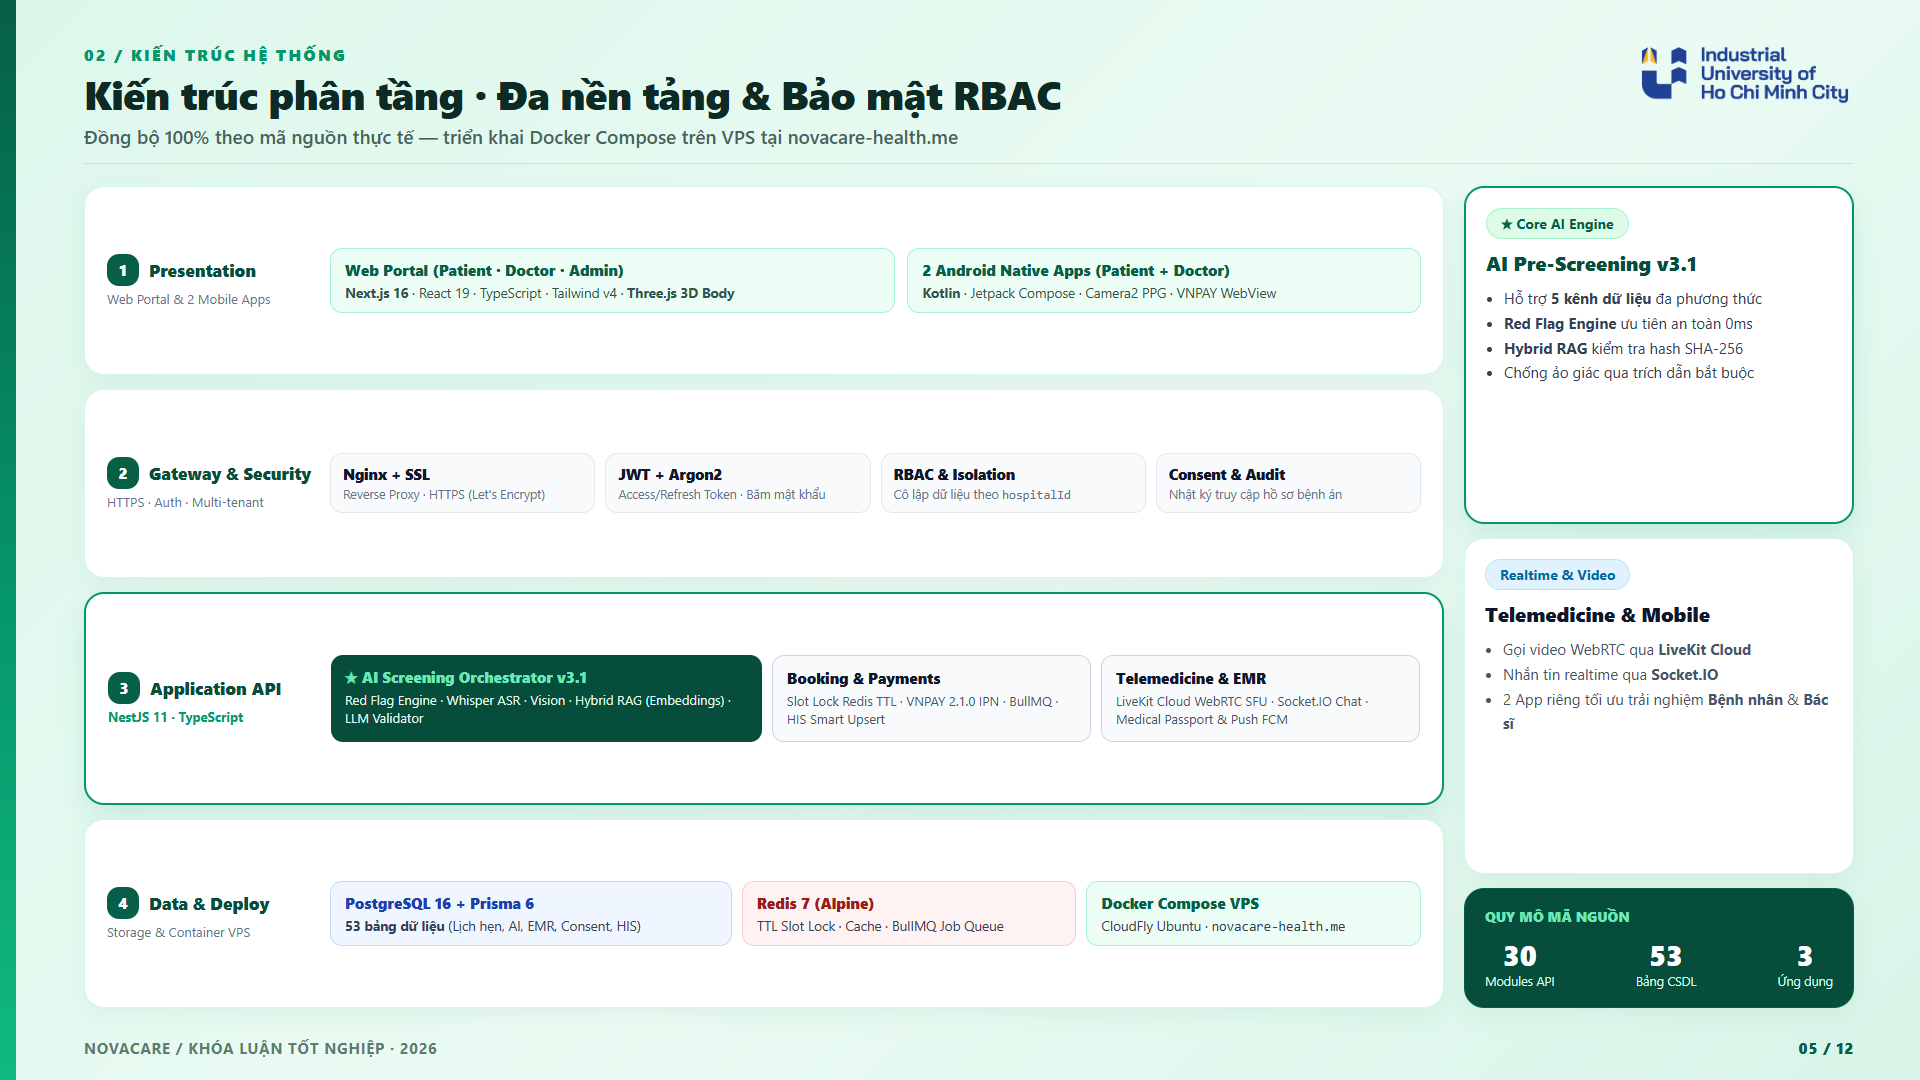 02 / KIẾN TRÚC HỆ THỐNG
Kiến trúc phân tầng · Đa nền tảng & Bảo mật RBAC
Đồng bộ 100% theo mã nguồn thực tế — triển khai Docker Compose trên VPS tại novacare-health.me
Industrial
University of
Ho Chi Minh City
1 Presentation
Web Portal & 2 Mobile Apps
Web Portal (Patient · Doctor · Admin)
Next.js 16 · React 19 · TypeScript · Tailwind v4 · Three.js 3D Body
2 Android Native Apps (Patient + Doctor)
Kotlin · Jetpack Compose · Camera2 PPG · VNPAY WebView
2 Gateway & Security
HTTPS · Auth · Multi-tenant
Nginx + SSL
Reverse Proxy · HTTPS (Let's Encrypt)
JWT + Argon2
Access/Refresh Token · Băm mật khẩu
RBAC & Isolation
Cô lập dữ liệu theo hospitalId
Consent & Audit
Nhật ký truy cập hồ sơ bệnh án
3 Application API
NestJS 11 · TypeScript
★ AI Screening Orchestrator v3.1
Red Flag Engine · Whisper ASR · Vision · Hybrid RAG (Embeddings) ·
LLM Validator
Booking & Payments
Slot Lock Redis TTL · VNPAY 2.1.0 IPN · BullMQ ·
HIS Smart Upsert
Telemedicine & EMR
LiveKit Cloud WebRTC SFU · Socket.IO Chat ·
Medical Passport & Push FCM
4 Data & Deploy
Storage & Container VPS
PostgreSQL 16 + Prisma 6
53 bảng dữ liệu (Lịch hẹn, AI, EMR, Consent, HIS)
Redis 7 (Alpine)
TTL Slot Lock · Cache · BullMQ Job Queue
Docker Compose VPS
CloudFly Ubuntu · novacare-health.me
★ Core AI Engine
AI Pre-Screening v3.1
• Hỗ trợ 5 kênh dữ liệu đa phương thức
• Red Flag Engine ưu tiên an toàn 0ms
• Hybrid RAG kiểm tra hash SHA-256
• Chống ảo giác qua trích dẫn bắt buộc
Realtime & Video
Telemedicine & Mobile
• Gọi video WebRTC qua LiveKit Cloud
• Nhắn tin realtime qua Socket.IO
• 2 App riêng tối ưu trải nghiệm Bệnh nhân & Bác
sĩ
QUY MÔ MÃ NGUỒN
30 53 3
Modules API Bảng CSDL Ứng dụng
NOVACARE / KHÓA LUẬN TỐT NGHIỆP · 2026
05 / 12